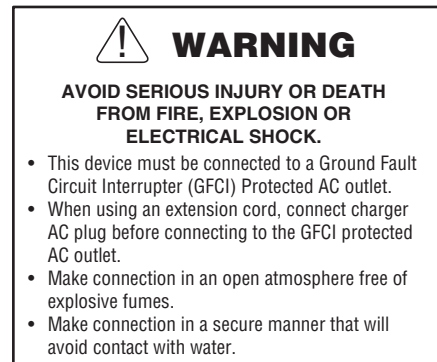 WARNING
AVOID SERIOUS INJURY OR DEATH
FROM FIRE, EXPLOSION OR
ELECTRICAL SHOCK.
• This device must be connected to a Ground Fault
Circuit Interrupter (GFCI) Protected AC outlet.
• When using an extension cord, connect charger
AC plug before connecting to the GFCI protected
AC outlet.
• Make connection in an open atmosphere free of
explosive fumes.
• Make connection in a secure manner that will
avoid contact with water.